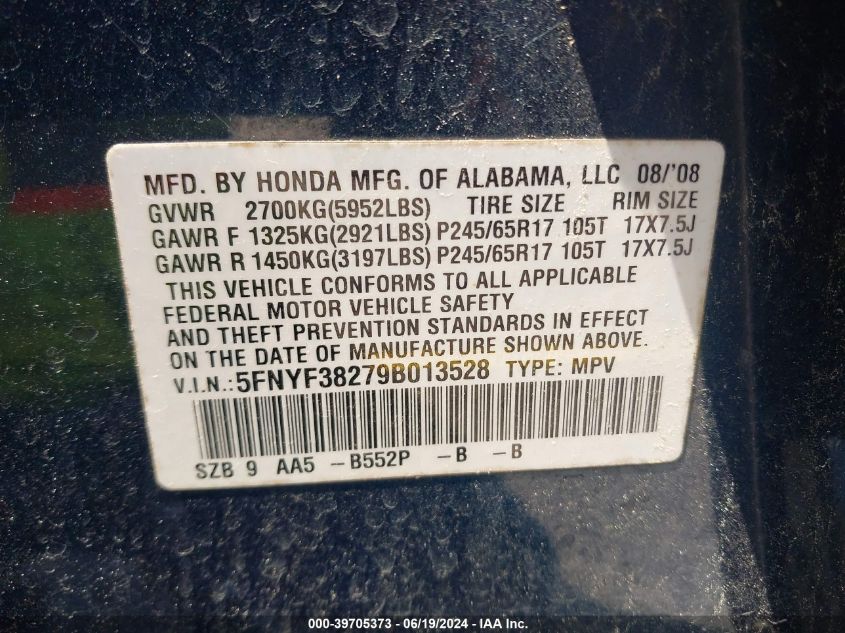 MFD. BY HONDA MFG. OF ALABAMA, LLC 08/'08
GVWR 2700KG(5952LBS) TIRE SIZE RIM SIZE
GAWR F 1325KG(2921LBS) P245/65R17 105T 17X7.5J
GAWR R 1450KG(3197LBS) P245/65R17 105T 17X7.5J
THIS VEHICLE CONFORMS TO ALL APPLICABLE
FEDERAL MOTOR VEHICLE SAFETY
AND THEFT PREVENTION STANDARDS IN EFFECT
ON THE DATE OF MANUFACTURE SHOWN ABOVE.
V.I.N.:5FNYF38279B013528 TYPE: MPV
SZB 9 AA5 -B552P -B -B
000-39705373 - 06/19/2024 - IAA Inc.